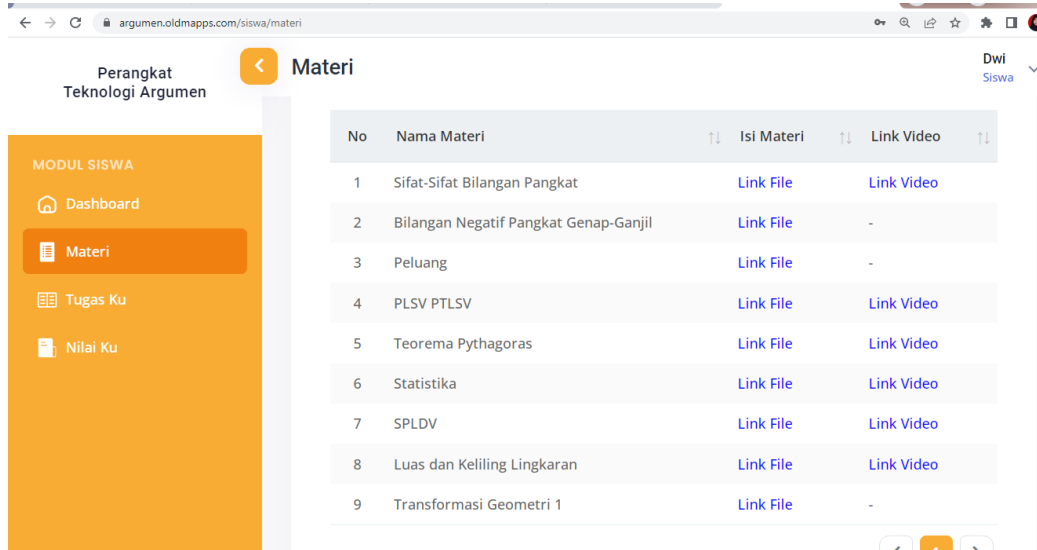 argumen.oldmapps.com/siswa/materi
Perangkat
Teknologi Argumen
Materi
Dwi
Siswa
MODUL SISWA
Dashboard
Materi
Tugas Ku
Nilai Ku
No Nama Materi Isi Materi Link Video
1 Sifat-Sifat Bilangan Pangkat Link File Link Video
2 Bilangan Negatif Pangkat Genap-Ganjil Link File -
3 Peluang Link File -
4 PLSV PTLSV Link File Link Video
5 Teorema Pythagoras Link File Link Video
6 Statistika Link File Link Video
7 SPLDV Link File Link Video
8 Luas dan Keliling Lingkaran Link File Link Video
9 Transformasi Geometri 1 Link File -
1